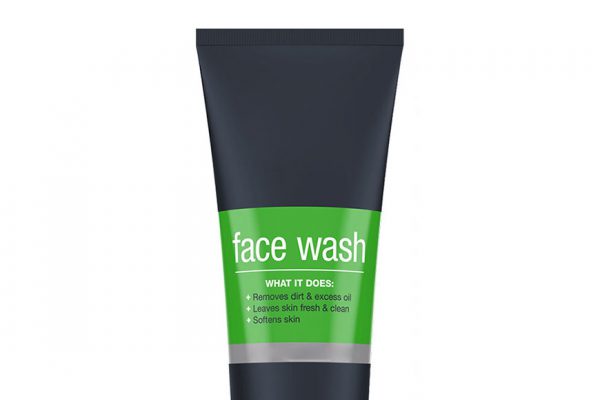 face wash
WHAT IT DOES:
+ Removes dirt & excess oil
+ Leaves skin fresh & clean
+ Softens skin